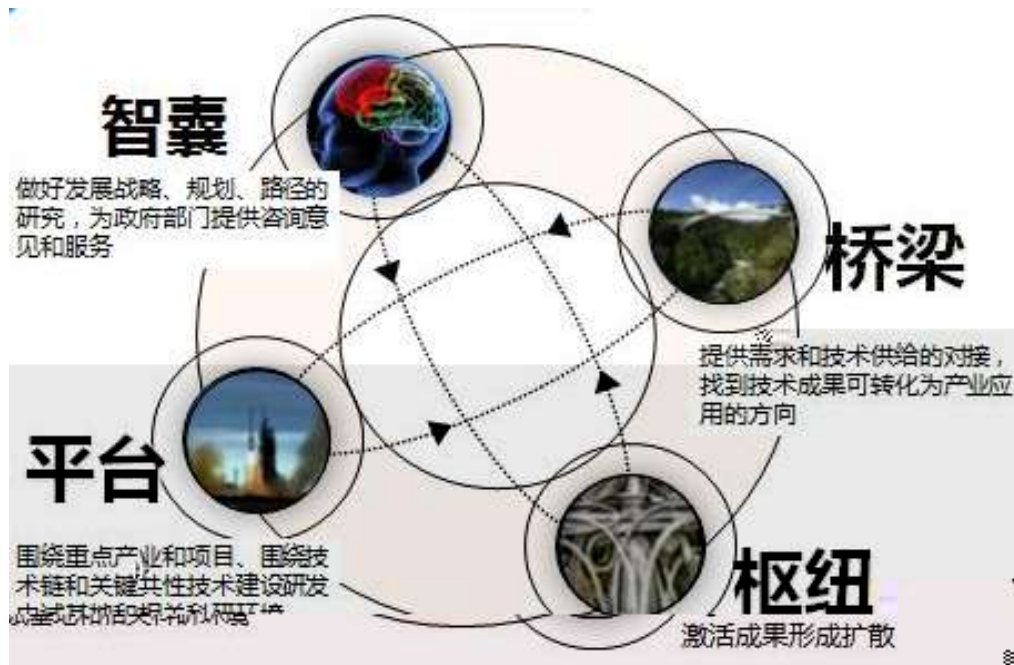 智囊
做好发展战略、规划、路径的
研究，为政府部门提供咨询意
见和服务
桥梁
提供需求和技术供给的对接，
找到技术成果可转化为产业应
用的方向
平台
围绕重点产业和项目、围绕技
术链和关键共性技术建设研发
枢纽
激活成果形成扩散